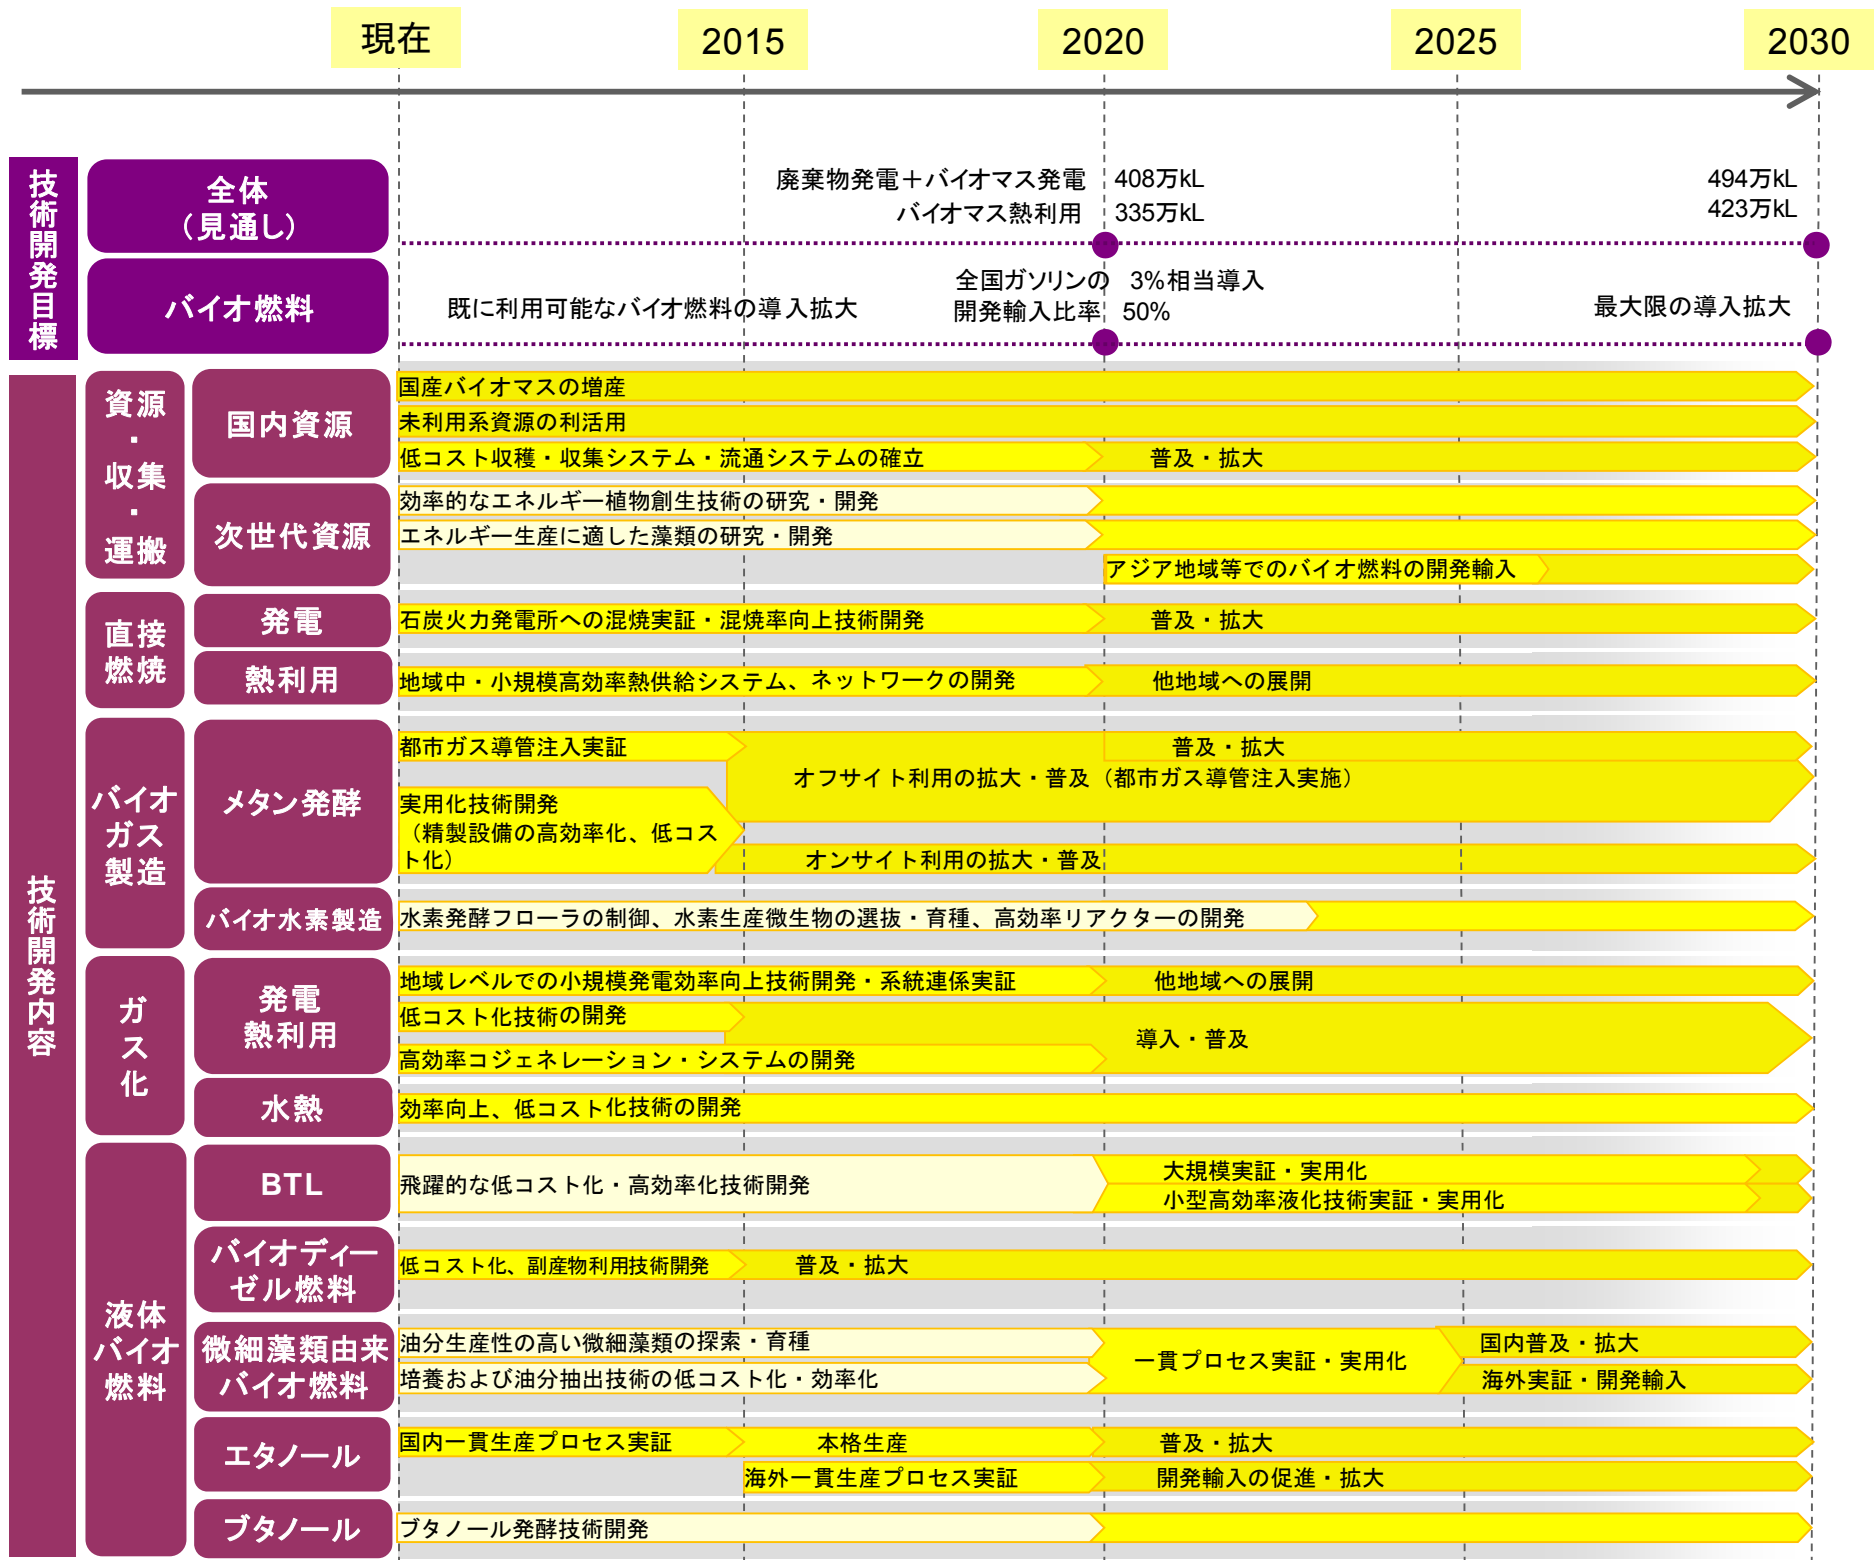 現在
2015
2020
2025
2030
技術開発目標
全体
（見通し）
廃棄物発電＋バイオマス発電 408万kL
494万kL
バイオマス熱利用 335万kL
423万kL
バイオ燃料
既に利用可能なバイオ燃料の導入拡大
全国ガソリンの 3%相当導入
開発輸入比率 50%
最大限の導入拡大
技術開発内容
資源
・
収集
・
運搬
国内資源
国産バイオマスの増産
未利用系資源の利活用
低コスト収穫・収集システム・流通システムの確立
普及・拡大
次世代資源
効率的なエネルギー植物創生技術の研究・開発
エネルギー生産に適した藻類の研究・開発
アジア地域等でのバイオ燃料の開発輸入
直接
燃焼
発電
石炭火力発電所への混焼実証・混焼率向上技術開発
普及・拡大
熱利用
地域中・小規模高効率熱供給システム、ネットワークの開発
他地域への展開
バイオ
ガス
製造
メタン発酵
都市ガス導管注入実証
普及・拡大
オフサイト利用の拡大・普及（都市ガス導管注入実施）
実用化技術開発
（精製設備の高効率化、低コス
ト化）
オンサイト利用の拡大・普及
バイオ水素製造
水素発酵フローラの制御、水素生産微生物の選抜・育種、高効率リアクターの開発
ガ
ス
化
発電
熱利用
地域レベルでの小規模発電効率向上技術開発・系統連係実証
他地域への展開
低コスト化技術の開発
導入・普及
高効率コジェネレーション・システムの開発
水熱
効率向上、低コスト化技術の開発
液体
バイオ
燃料
BTL
飛躍的な低コスト化・高効率化技術開発
大規模実証・実用化
小型高効率液化技術実証・実用化
バイオディー
ゼル燃料
低コスト化、副産物利用技術開発
普及・拡大
微細藻類由来
バイオ燃料
油分生産性の高い微細藻類の探索・育種
培養および油分抽出技術の低コスト化・効率化
一貫プロセス実証・実用化
国内普及・拡大
海外実証・開発輸入
エタノール
国内一貫生産プロセス実証
本格生産
普及・拡大
海外一貫生産プロセス実証
開発輸入の促進・拡大
ブタノール
ブタノール発酵技術開発